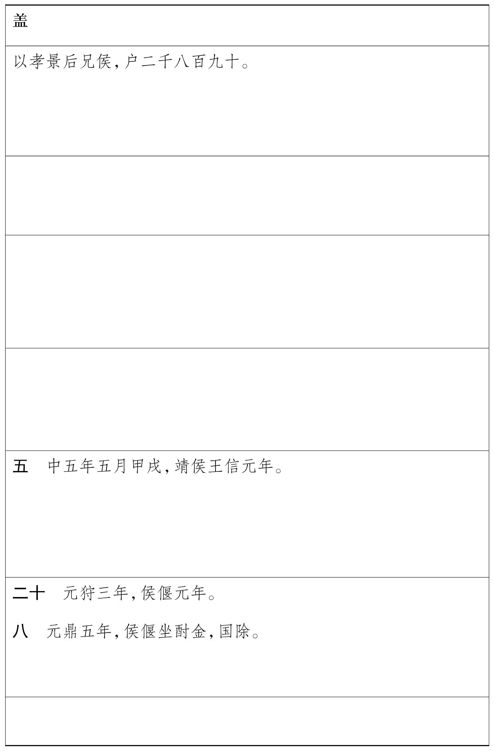 盖
以孝景后兄侯，户二千八百九十。
五　中五年五月甲戌，靖侯王信元年。
二十　元狩三年，侯偃元年。
八　元鼎五年，侯偃坐酎金，国除。